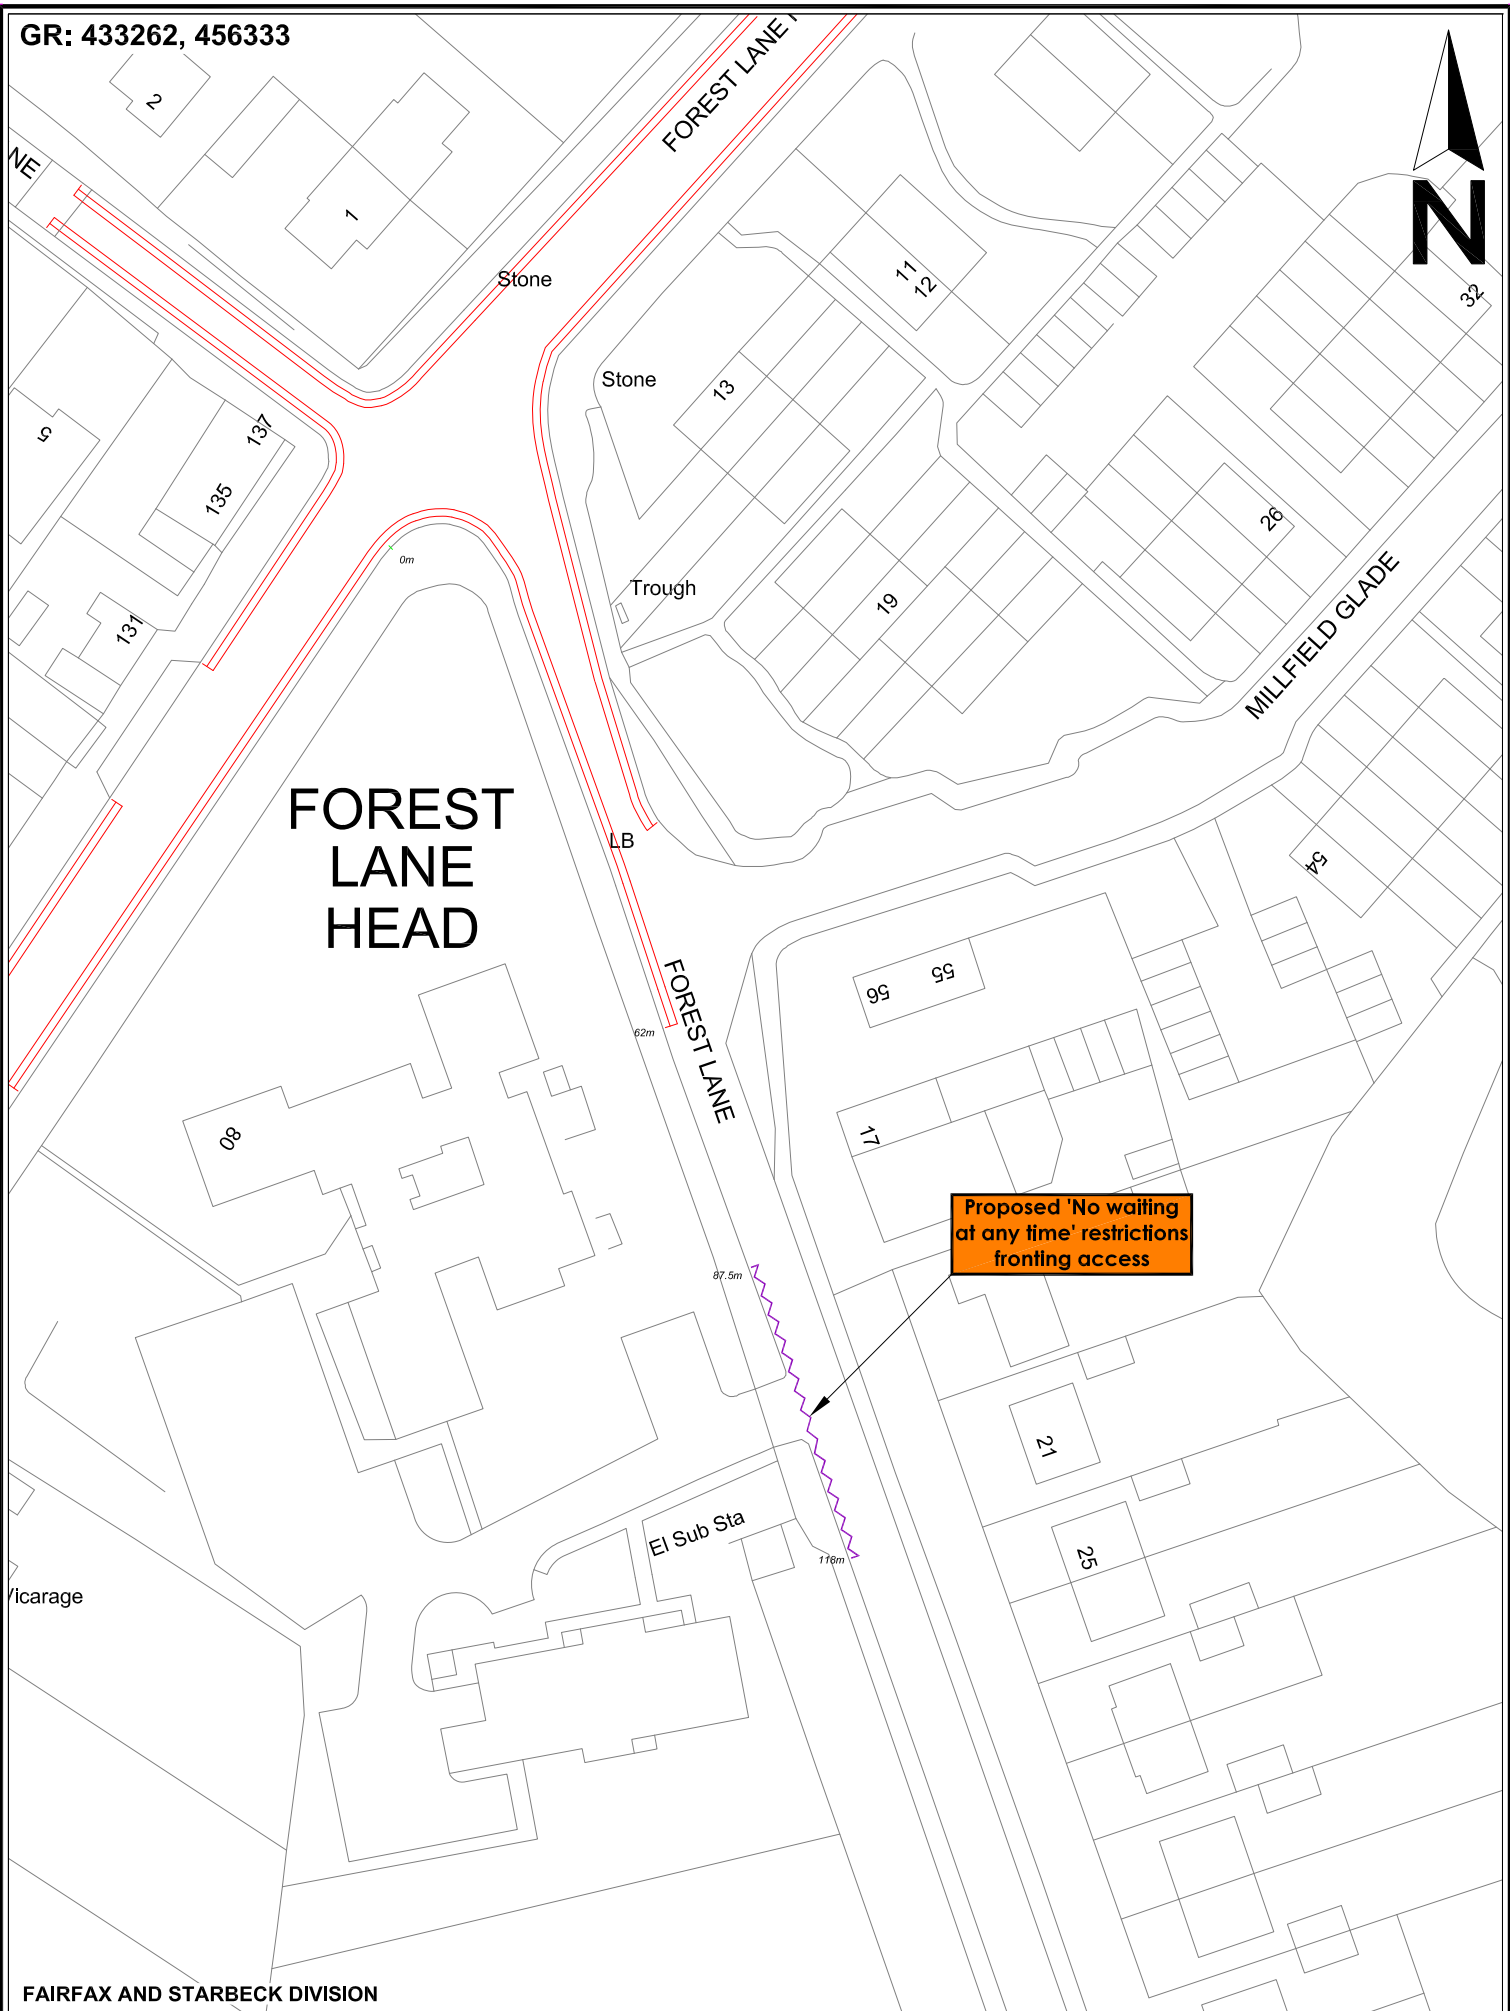 GR: 433262, 456333
FOREST LANE
2
NE
1
N
Stone
11
12
32
Stone
13
137
5
135
26
0m
Trough
19
131
MILLFIELD GLADE
FOREST
LANE
HEAD
LB
54
FOREST LANE
55
56
62m
80
17
Proposed 'No waiting
at any time' restrictions
fronting access
87.5m
21
El Sub Sta
25
118m
icarage
FAIRFAX AND STARBECK DIVISION